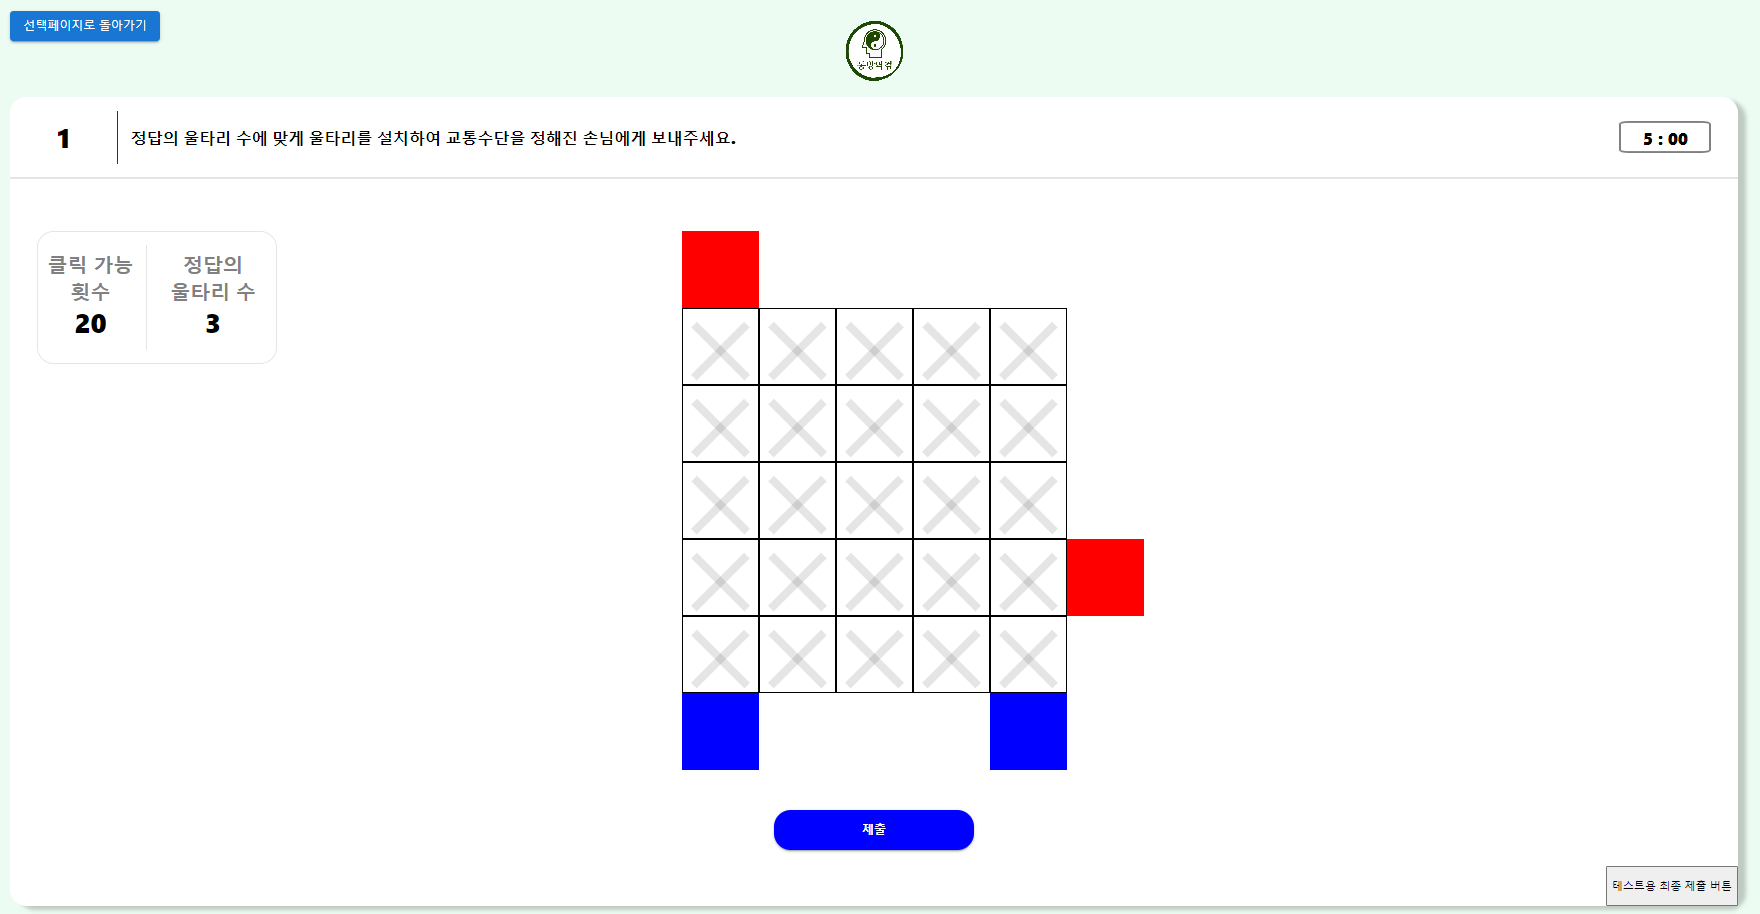 선택페이지로 돌아가기
동양미래
1
정답의 울타리 수에 맞게 울타리를 설치하여 교통수단을 정해진 손님에게 보내주세요.
5 : 00
클릭 가능
횟수
20
정답의
울타리 수
3
제출
테스트용 최종 제출 버튼